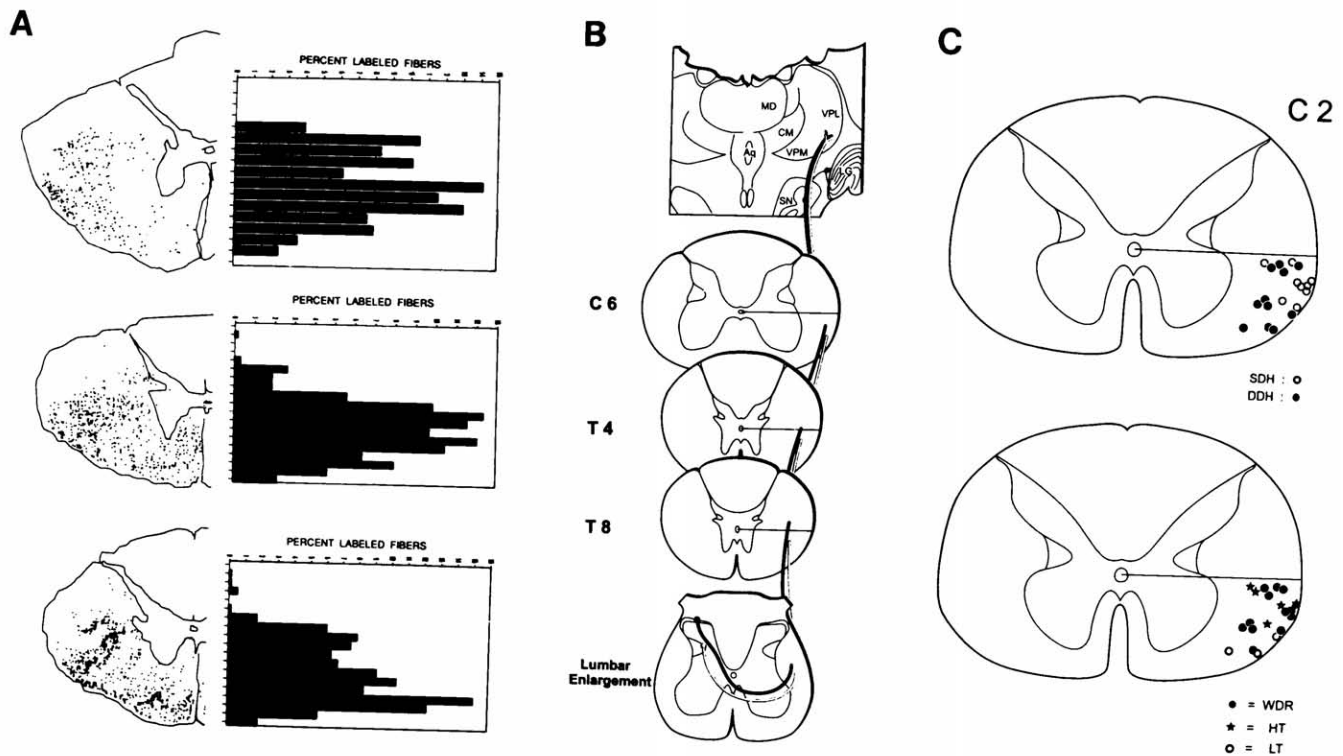 A
PERCENT LABELED FIBERS
PERCENT LABELED FIBERS
PERCENT LABELED FIBERS
B
MD
VPL
CM
VPM
Aq
LG
SN
C 6
T 4
T 8
Lumbar
Enlargement
C
C 2
SDH :
DDH :
= WDR
= HT
= LT